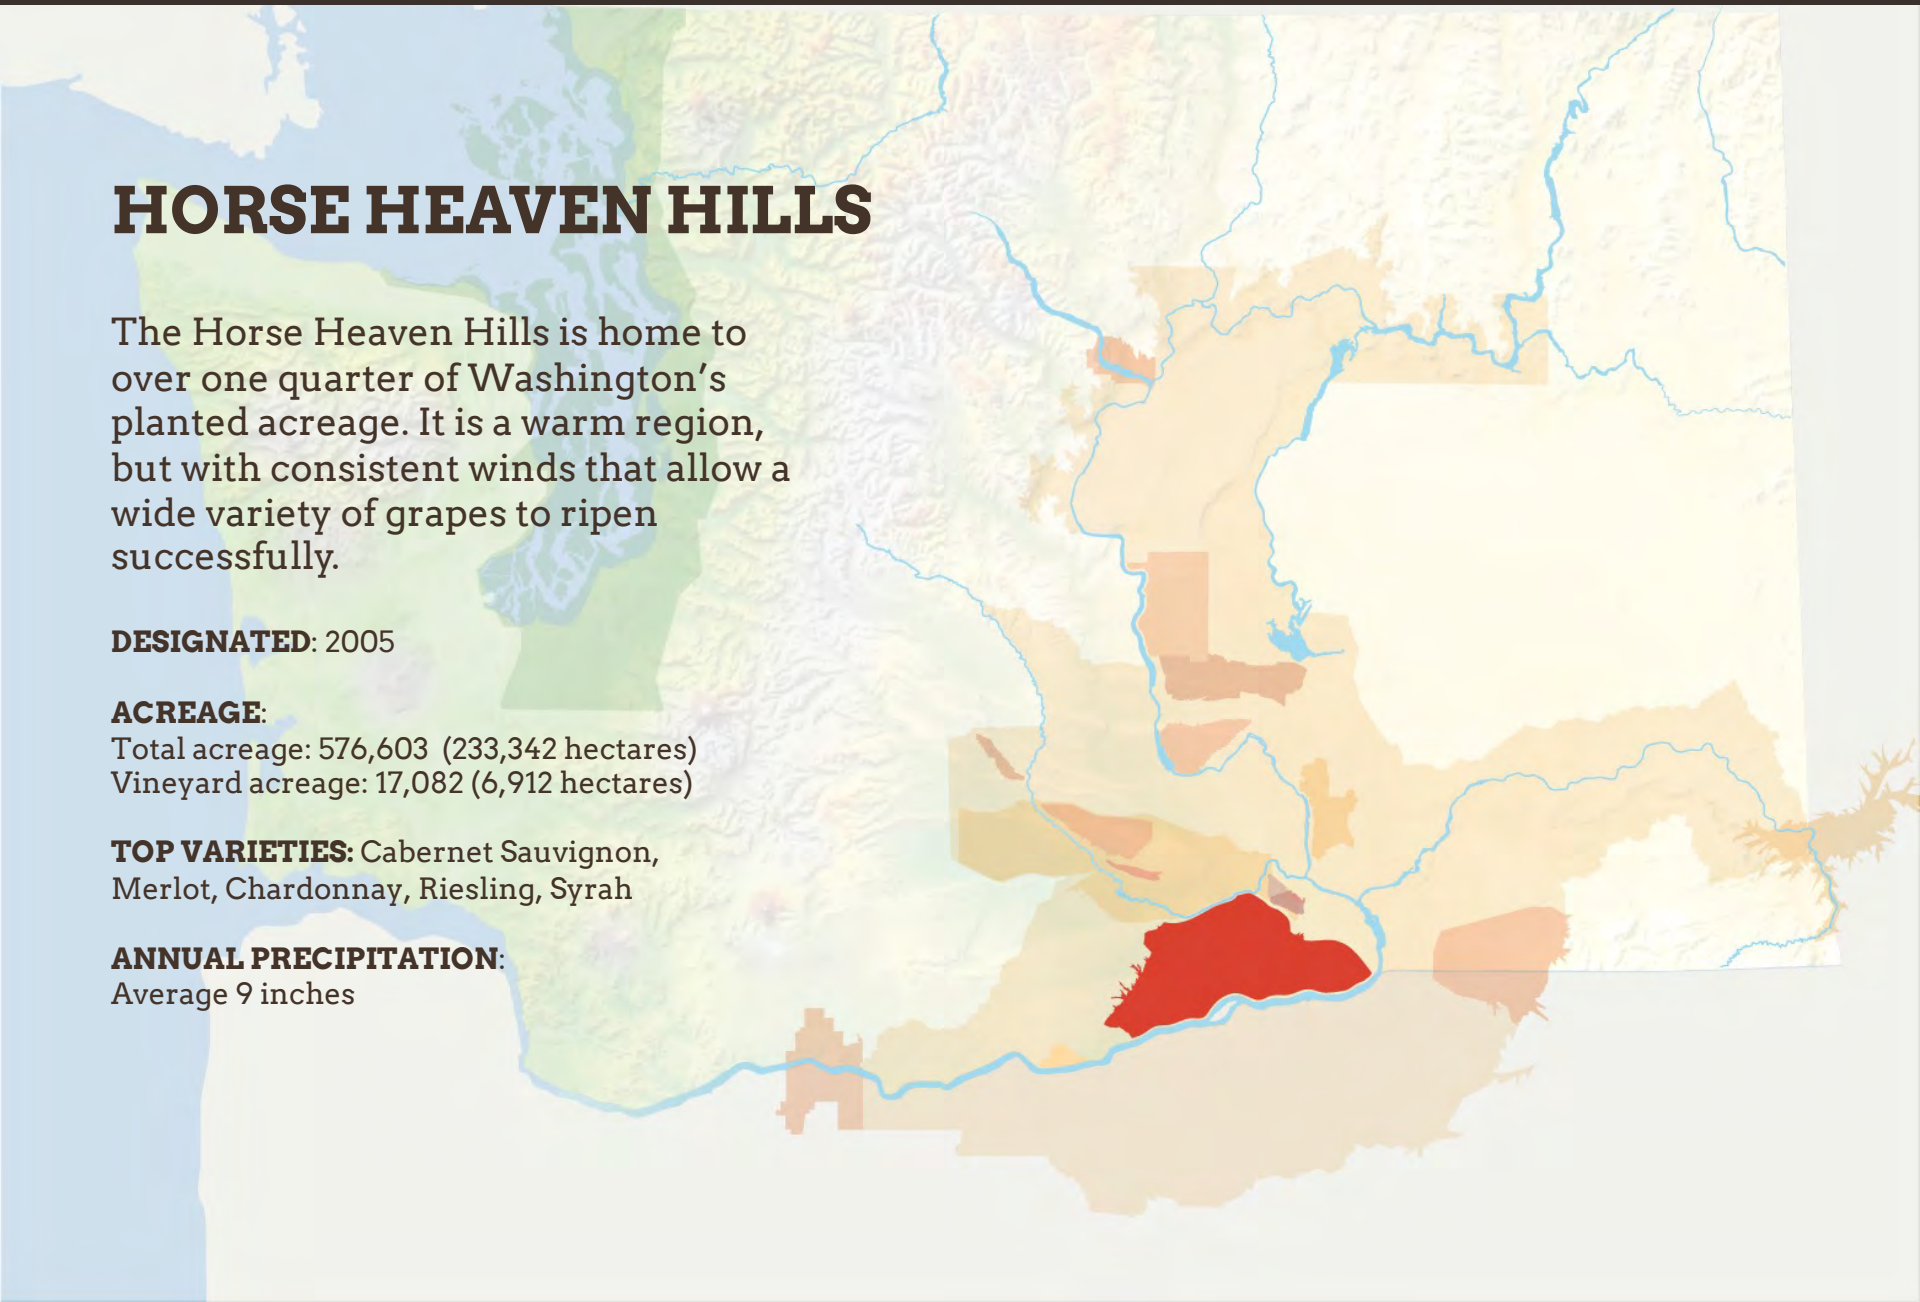 HORSE HEAVEN HILLS
The Horse Heaven Hills is home to
over one quarter of Washington’s
planted acreage. It is a warm region,
but with consistent winds that allow a
wide variety of grapes to ripen
successfully.
DESIGNATED: 2005
ACREAGE:
Total acreage: 576,603  (233,342 hectares)
Vineyard acreage: 17,082 (6,912 hectares)
TOP VARIETIES: Cabernet Sauvignon,
Merlot, Chardonnay, Riesling, Syrah
ANNUAL PRECIPITATION:
Average 9 inches